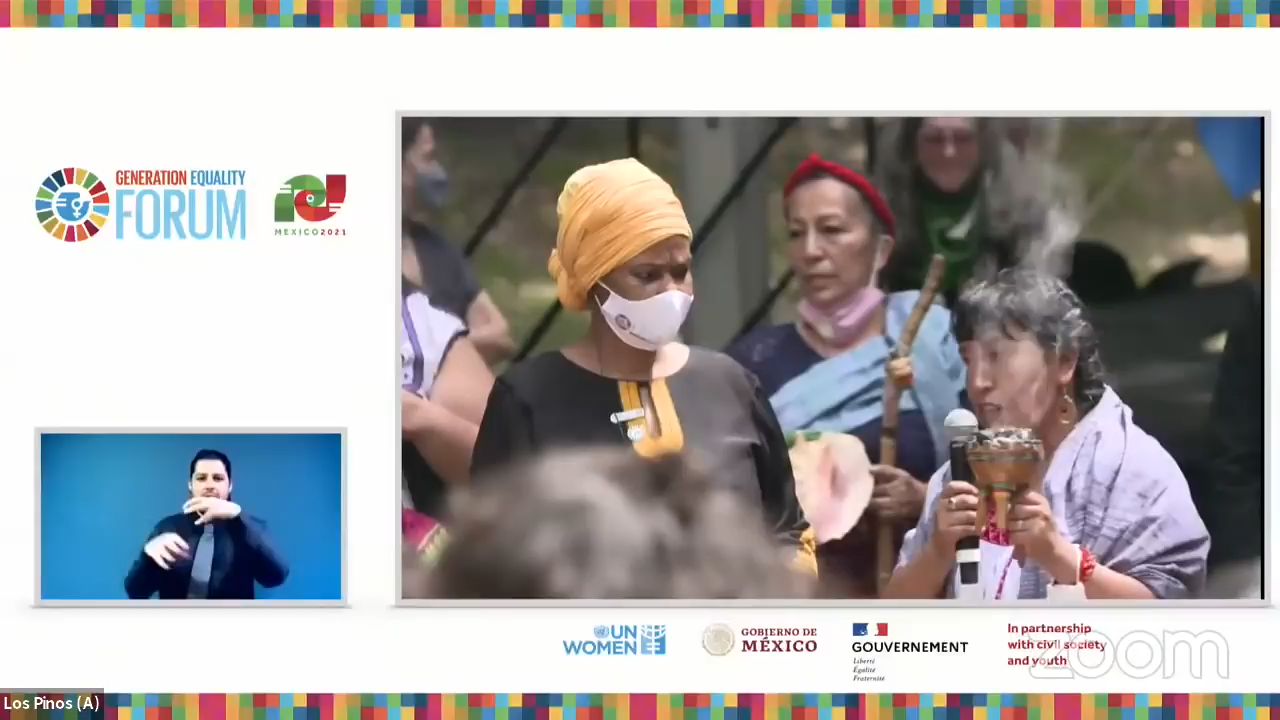 GENERATION EQUALITY
FORUM
MEXICO2021
UN
WOMEN
GOBIERNO DE
MÉXICO
GOUVERNEMENT
Liberté
Égalité
Fraternité
In partnership
with civil society
and youth
zoom
Los Pinos (A)